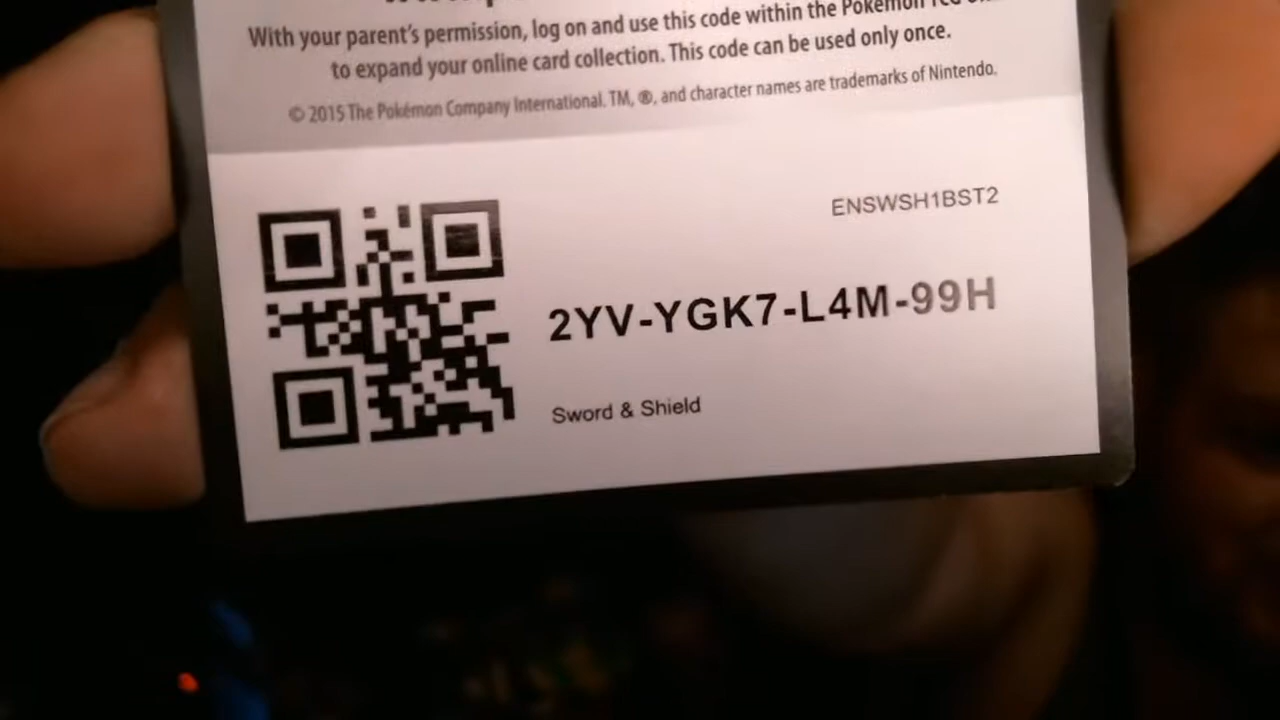 With your parent's permission, log on and use this code within the Pokémon
to expand your online card collection. This code can be used only once.
© 2015 The Pokémon Company International. TM, ®, and character names are trademarks of Nintendo.
ENSWSH1BST2
2YV-YGK7-L4M-99H
Sword & Shield